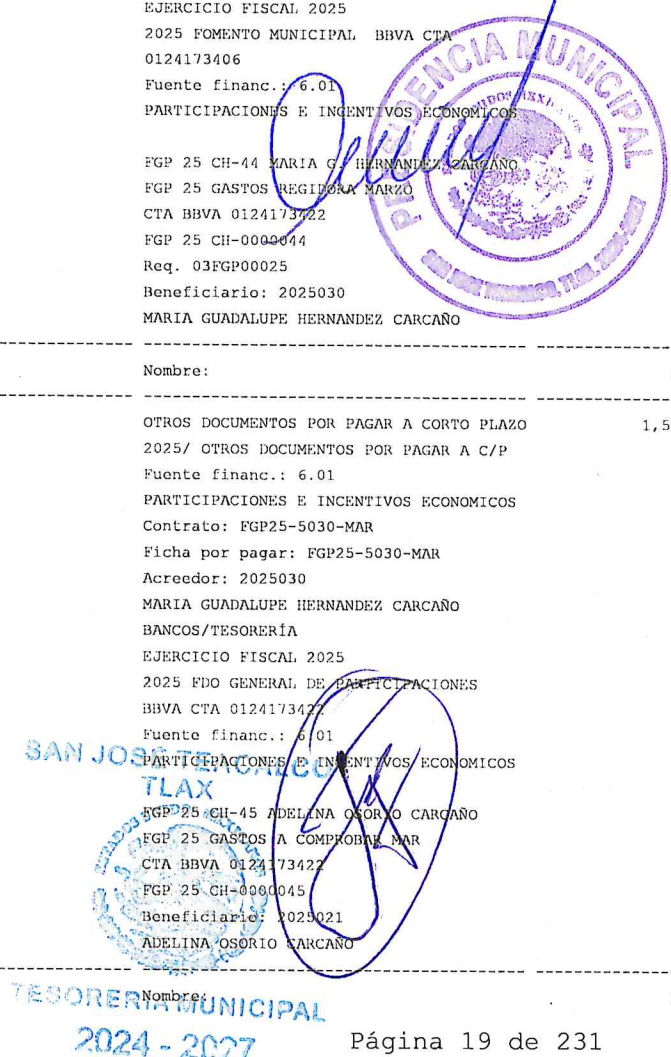 EJERCICIO FISCAL 2025
2025 FOMENTO MUNICIPAL BBVA CTA
0124173406
Fuente financ.: 6.01
PARTICIPACIONES E INCENTIVOS ECONOMICOS
PRESIDENCIA MUNICIPAL
FGP 25 CH-44 MARIA G. HERNANDEZ CARCAÑO
FGP 25 GASTOS REGIDORA MARZO
CTA BBVA 0124173422
FGP 25 CH-0000044
Req. 03FGP00025
Beneficiario: 2025030
MARIA GUADALUPE HERNANDEZ CARCAÑO
Nombre:
OTROS DOCUMENTOS POR PAGAR A CORTO PLAZO 1,5
2025/ OTROS DOCUMENTOS POR PAGAR A C/P
Fuente financ.: 6.01
PARTICIPACIONES E INCENTIVOS ECONOMICOS
Contrato: FGP25-5030-MAR
Ficha por pagar: FGP25-5030-MAR
Acreedor: 2025030
MARIA GUADALUPE HERNANDEZ CARCAÑO
BANCOS/TESORERÍA
EJERCICIO FISCAL 2025
2025 FDO GENERAL DE PARTICIPACIONES
BBVA CTA 0124173422
Fuente financ.: 6.01
SAN JOSÉ TEACALCO
PARTICIPACIONES E INCENTIVOS ECONOMICOS
TLAX
FGP 25 CH-45 ADELINA OSORIO CARCAÑO
FGP 25 GASTOS A COMPROBAR MAR
CTA BBVA 0124173422
FGP 25 CH-0000045
Beneficiario: 2025021
ADELINA OSORIO CARCAÑO
Nombre:
TESORERIA MUNICIPAL
2024 - 2027
Página 19 de 231